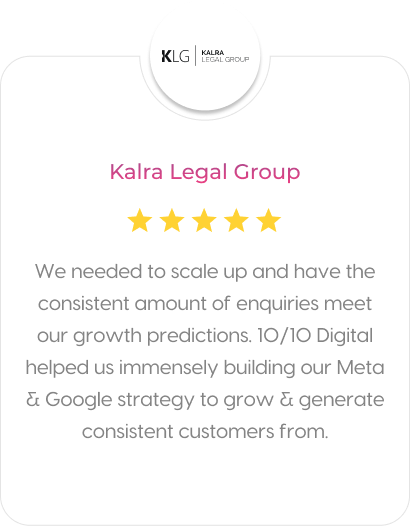 KLG KALRA
LEGAL GROUP
Kalra Legal Group
We needed to scale up and have the
consistent amount of enquiries meet
our growth predictions. 10/10 Digital
helped us immensely building our Meta
& Google strategy to grow & generate
consistent customers from.